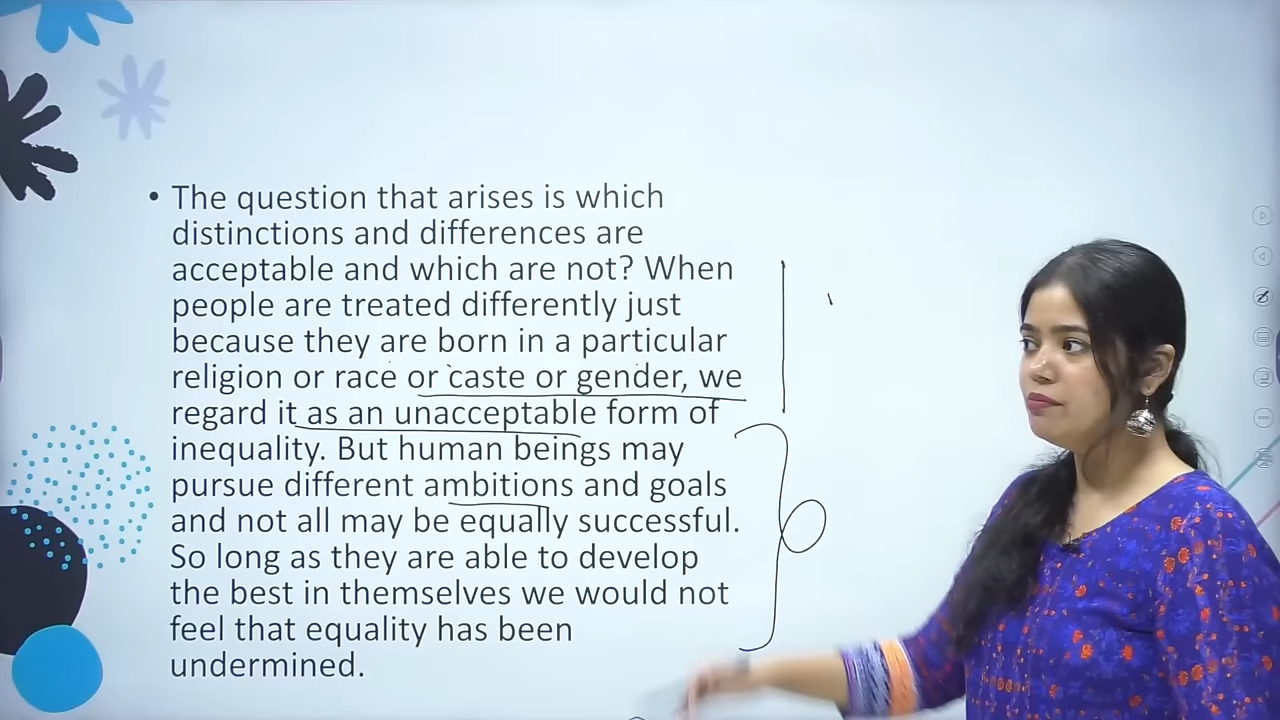 • The question that arises is which
distinctions and differences are
acceptable and which are not? When
people are treated differently just
because they are born in a particular
religion or race or caste or gender, we
regard it as an unacceptable form of
inequality. But human beings may
pursue different ambitions and goals
and not all may be equally successful.
So long as they are able to develop
the best in themselves we would not
feel that equality has been
undermined.